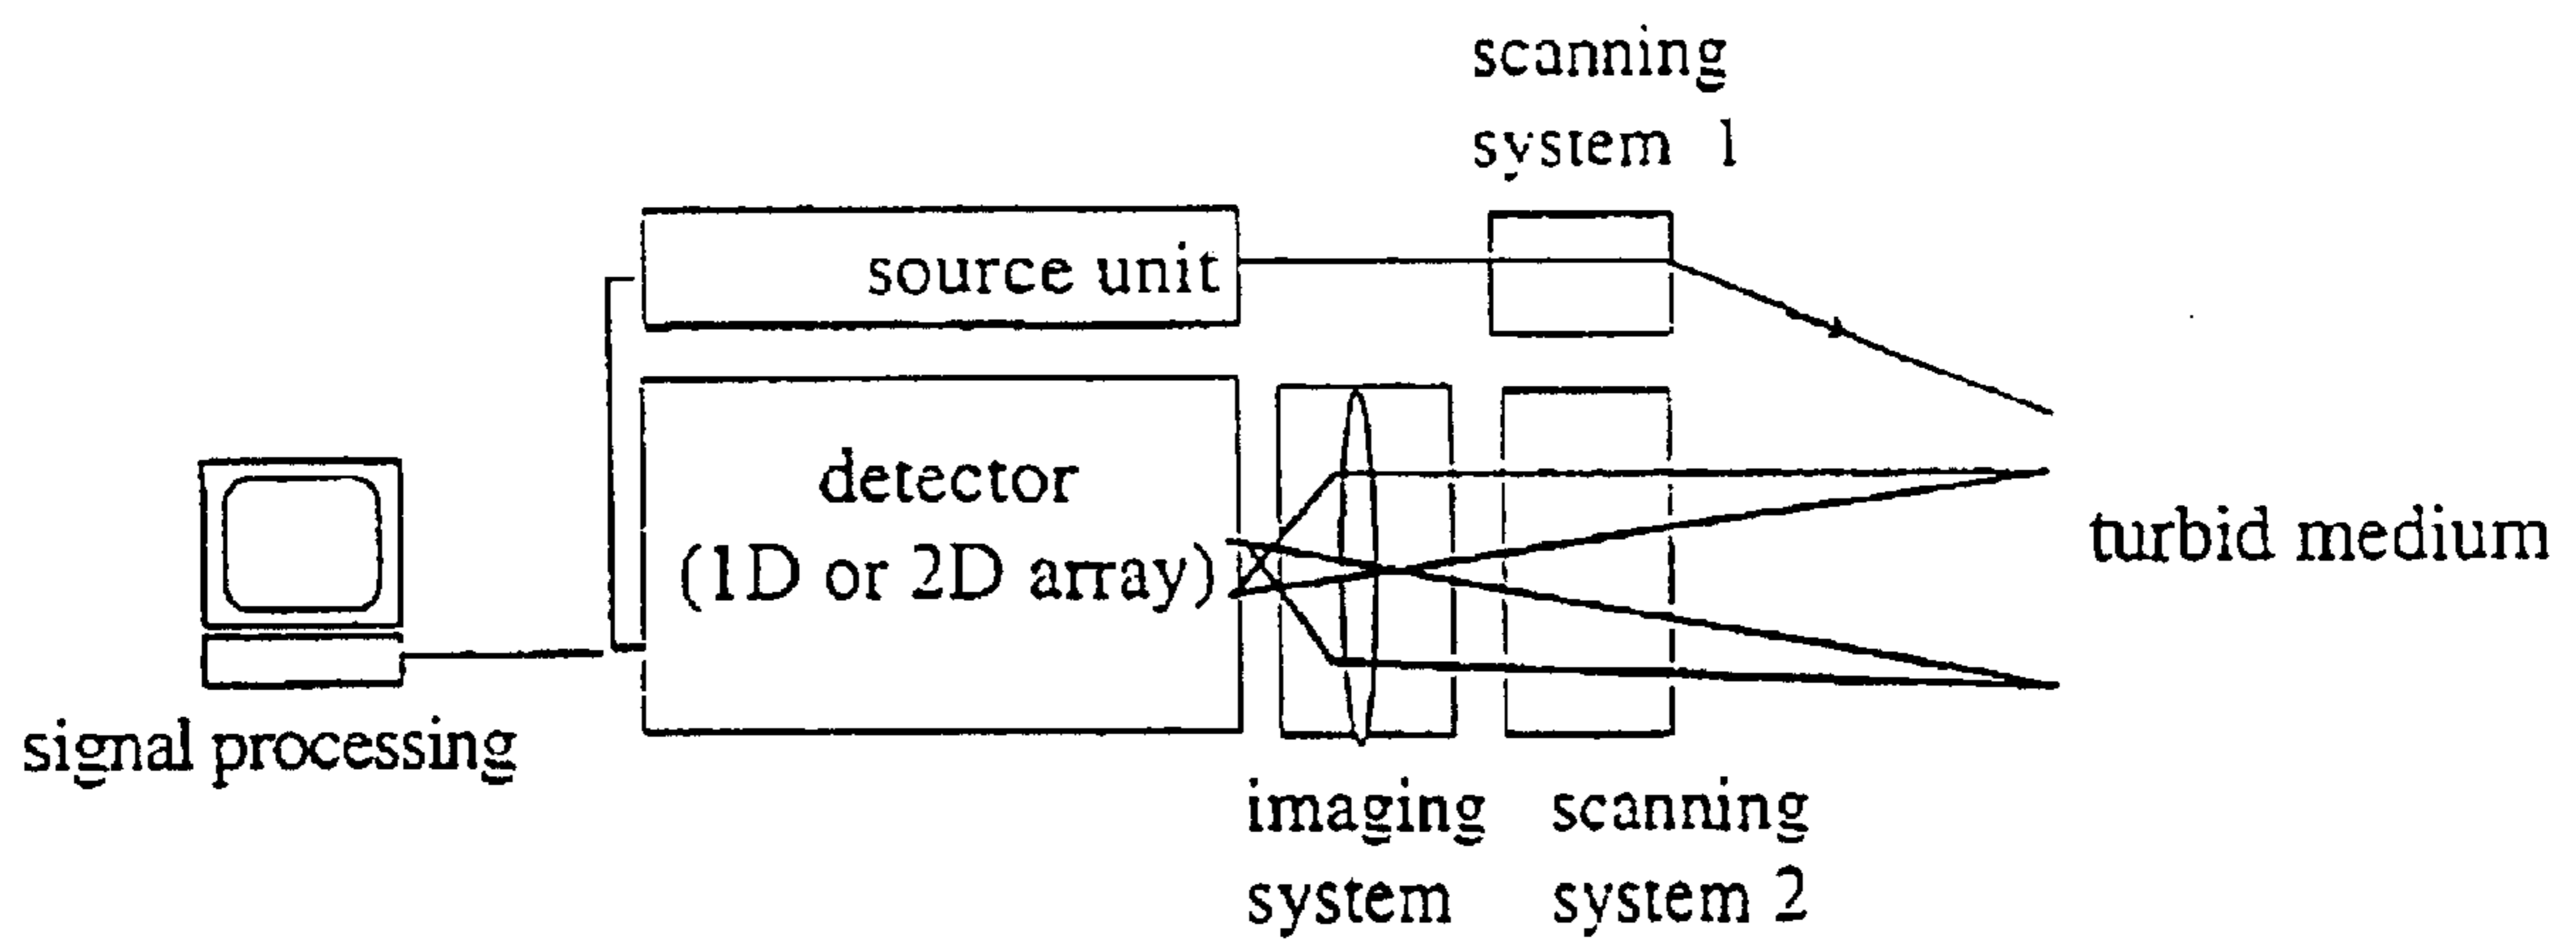 scanning
system 1
source unit
detector
(1D or 2D array)
turbid medium
signal processing
imaging
system
scanning
system 2